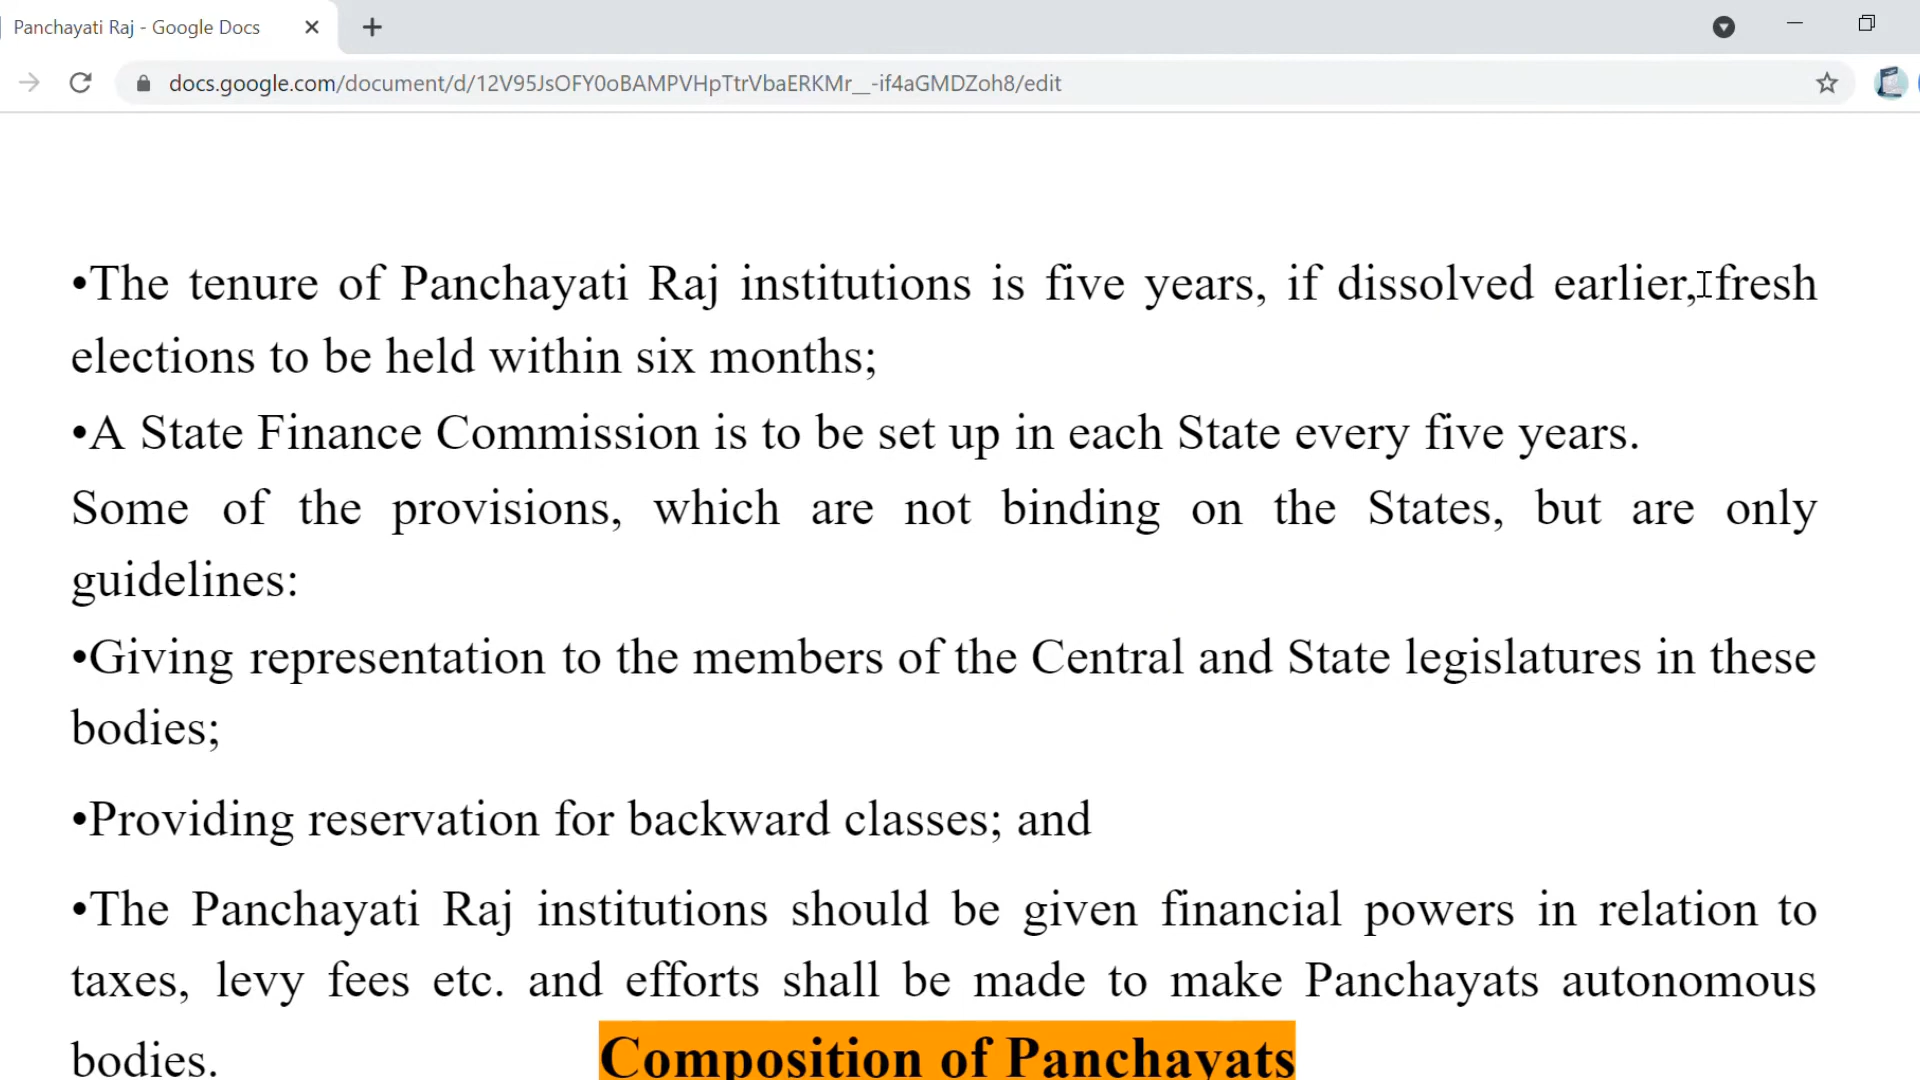 Panchayati Raj - Google Docs
docs.google.com/document/d/12V95JsOFY0oBAMPVHpTtrVbaERKMr__-if4aGMDZoh8/edit
•The tenure of Panchayati Raj institutions is five years, if dissolved earlier, fresh
elections to be held within six months;
•A State Finance Commission is to be set up in each State every five years.
Some of the provisions, which are not binding on the States, but are only
guidelines:
•Giving representation to the members of the Central and State legislatures in these
bodies;
•Providing reservation for backward classes; and
•The Panchayati Raj institutions should be given financial powers in relation to
taxes, levy fees etc. and efforts shall be made to make Panchayats autonomous
bodies.
Composition of Panchayats